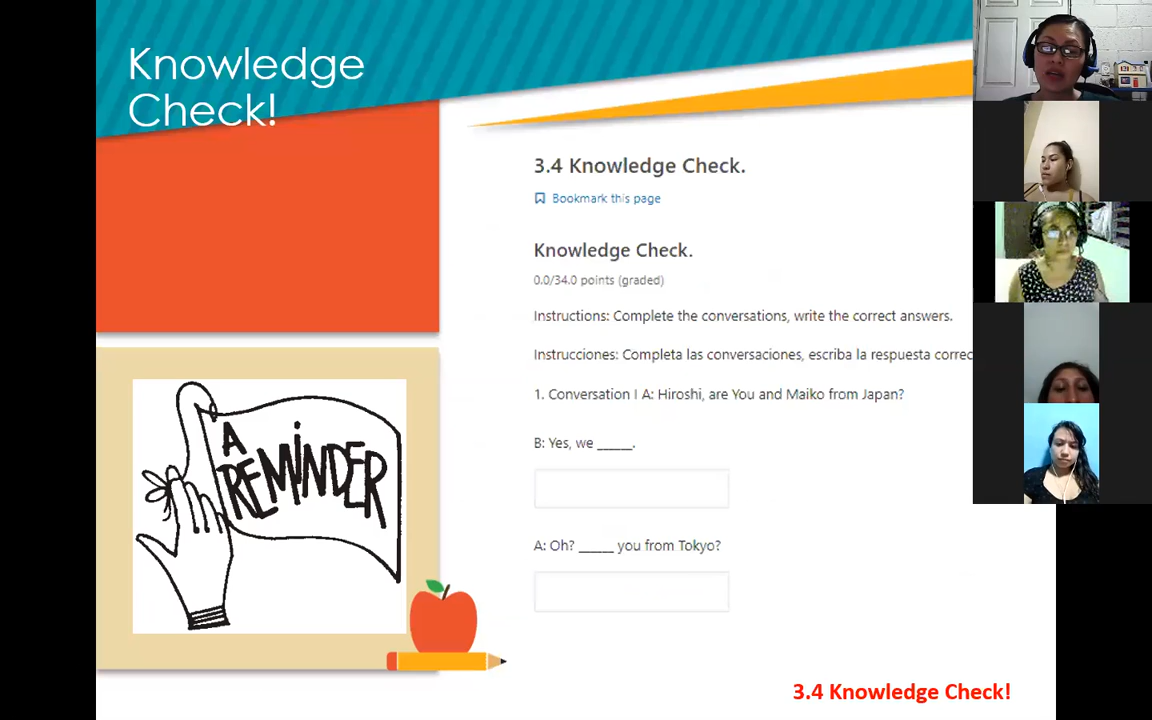 Knowledge
Check!
3.4 Knowledge Check.
Bookmark this page
Knowledge Check.
0.0/34.0 points (graded)
Instructions: Complete the conversations, write the correct answers.
Instrucciones: Completa las conversaciones, escriba la respuesta correc
1. Conversation I A: Hiroshi, are You and Maiko from Japan?
B: Yes, we _____.
A: Oh? _____ you from Tokyo?
A
REMINDER
3.4 Knowledge Check!